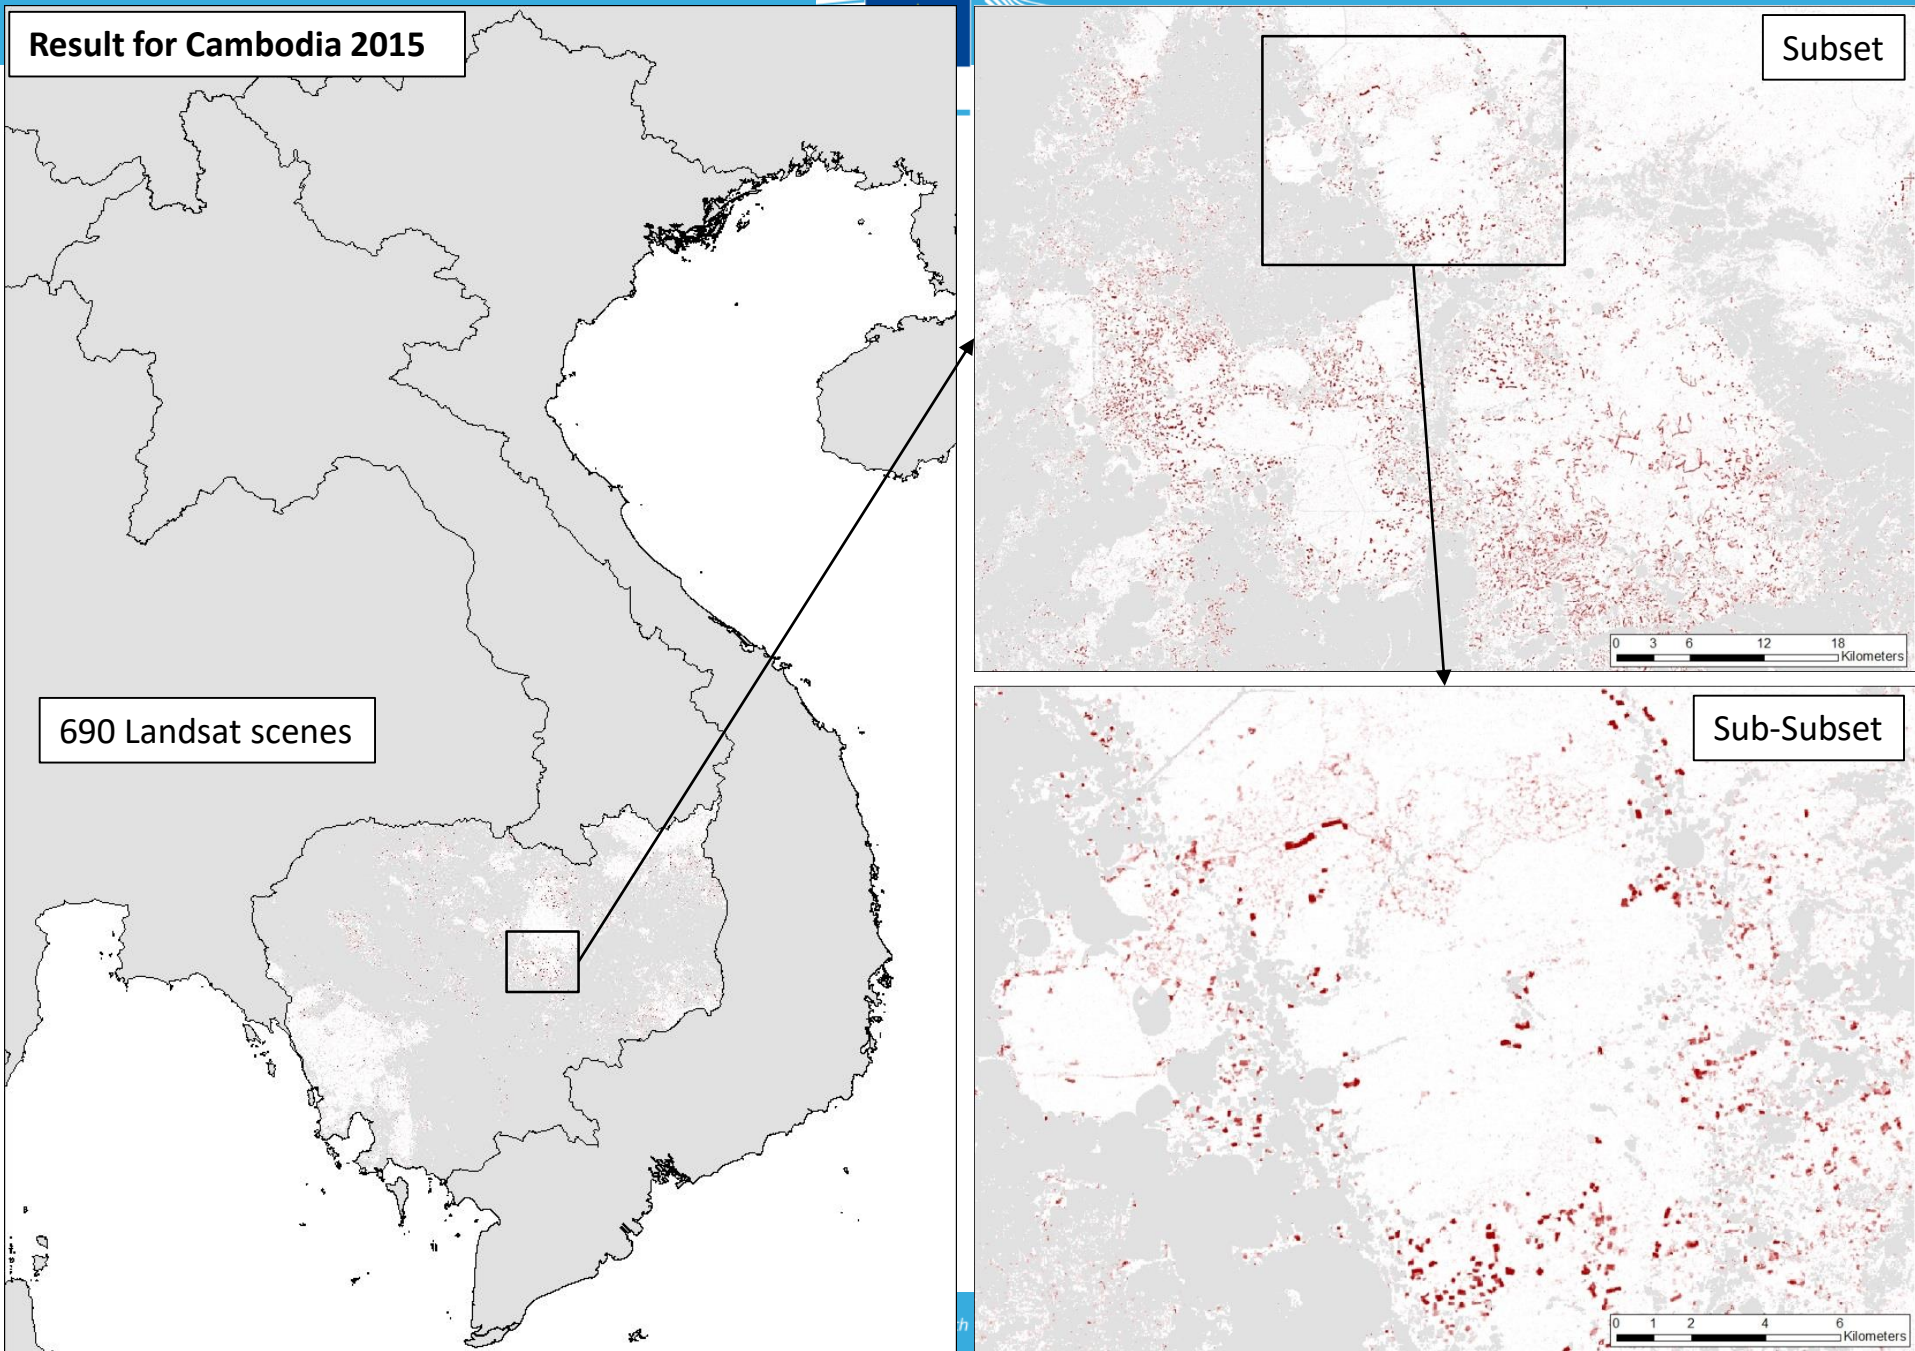 Result for Cambodia 2015
690 Landsat scenes
Subset
0 3 6 12 18
Kilometers
Sub-Subset
0 1 2 4 6
Kilometers